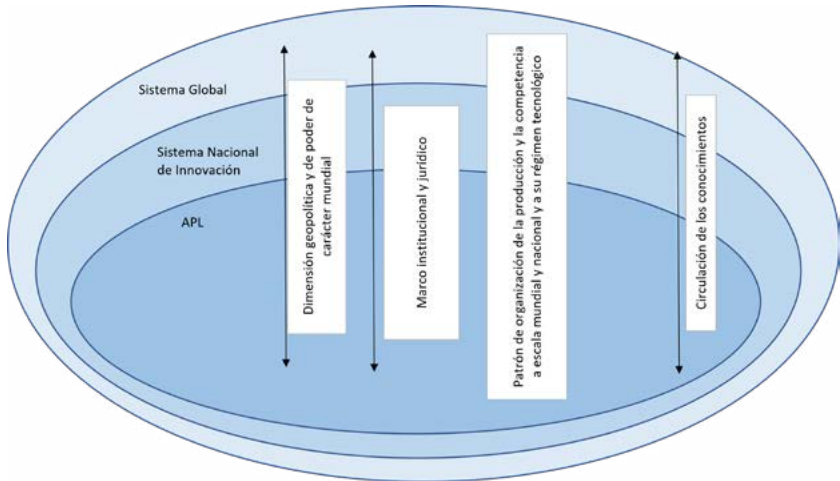 Sistema Global
Sistema Nacional
de Innovación
APL
Dimensión geopolítica y de poder de
carácter mundial
Marco institucional y jurídico
Patrón de organización de la producción y la competencia
a escala mundial y nacional y a su régimen tecnológico
Circulación de los conocimientos